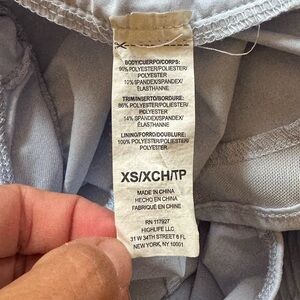 BODY/CUERPO/CORPS:
90% POLYESTER/POLIESTER/
POLYESTER
10% SPANDEX/SPANDEX/
ELASTHANNE
TRIM/INSERTO/BORDURE:
86% POLYESTER/POLIESTER/
POLYESTER
14% SPANDEX/SPANDEX/
ÉLASTHANNE
LINING/FORRO/DOUBLURE:
100% POLYESTER/POLIESTER/
POLYESTER
XS/XCH/TP
MADE IN CHINA
HECHO EN CHINA
FABRIQUÉ EN CHINE
RN 117927
HIGHLIFE LLC
31 W 34TH STREET 6 FL
NEW YORK, NY 10001